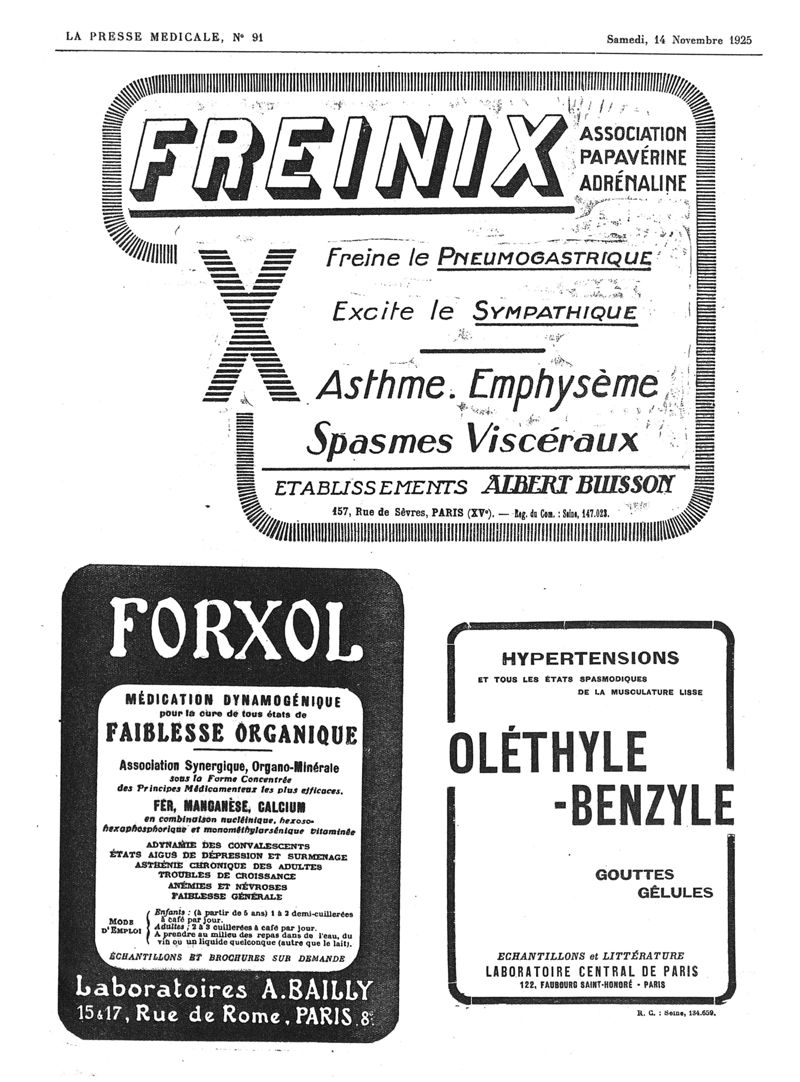 LA PRESSE MEDICALE, N° 91
Samedi, 14 Novembre 1925
FREINIX
ASSOCIATION
PAPAVÉRINE
ADRÉNALINE
X
Freine le PNEUMOGASTRIQUE
Excite le SYMPATHIQUE
Asthme. Emphysème
Spasmes Viscéraux
ETABLISSEMENTS ALBERT BUISSON
157, Rue de Sèvres, PARIS (XVe). — Reg. du Com. : Seine, 147.023.
FORXOL
MÉDICATION DYNAMOGÉNIQUE
pour la cure de tous états de
FAIBLESSE ORGANIQUE
Association Synergique, Organo-Minérale
sous la Forme Concentrée
des Principes Médicamenteux les plus efficaces.
FER, MANGANÈSE, CALCIUM
en combinaison nucléinique, hexoso-
hexaphosphorique et monométhylarsénique vitaminée
ADYNAMIE DES CONVALESCENTS
ÉTATS AIGUS DE DÉPRESSION ET SURMENAGE
ASTHÉNIE CHRONIQUE DES ADULTES
TROUBLES DE CROISSANCE
ANÉMIES ET NÉVROSES
FAIBLESSE GÉNÉRALE
MODE D'EMPLOI
Enfants : (à partir de 5 ans) 1 à 2 demi-cuillerées
à café par jour.
Adultes : 2 à 3 cuillerées à café par jour.
A prendre au milieu des repas dans de l'eau, du
vin ou un liquide quelconque (autre que le lait).
ÉCHANTILLONS ET BROCHURES SUR DEMANDE
Laboratoires A. BAILLY
15 & 17, Rue de Rome, PARIS 8e
HYPERTENSIONS
ET TOUS LES ÉTATS SPASMODIQUES
DE LA MUSCULATURE LISSE
OLÉTHYLE
-BENZYLE
GOUTTES
GÉLULES
ECHANTILLONS et LITTÉRATURE
LABORATOIRE CENTRAL DE PARIS
122, FAUBOURG SAINT-HONORÉ - PARIS
R. C. : Seine, 134.659.